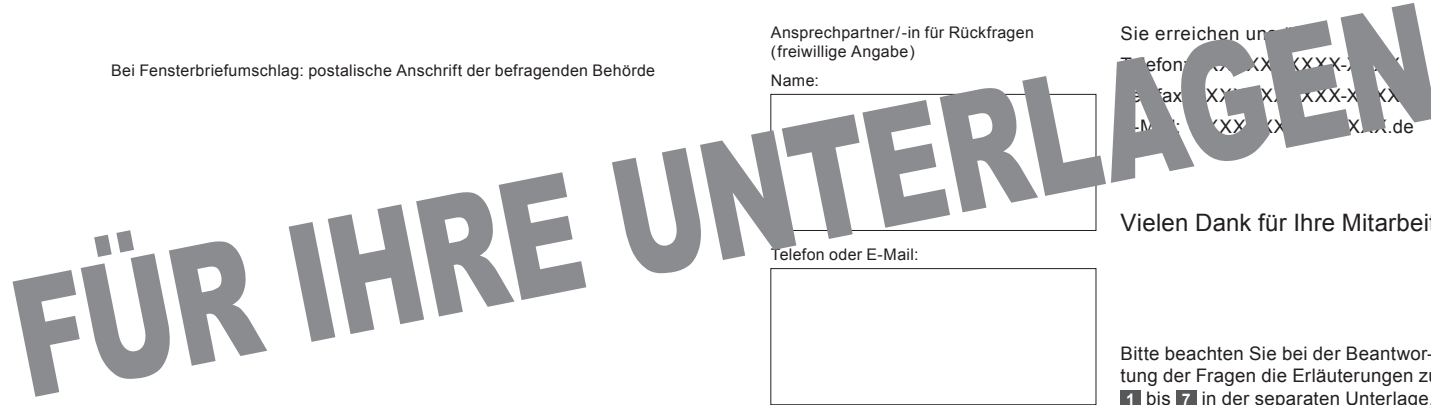 Bei Fensterbriefumschlag: postalische Anschrift der befragenden Behörde
Ansprechpartner/-in für Rückfragen
(freiwillige Angabe)
Name:
Telefon oder E-Mail:
Sie erreichen
Vielen Dank für Ihre Mitarbeit
Bitte beachten Sie bei der Beantwor-
tung der Fragen die Erläuterungen zu
1 bis 7 in der separaten Unterlage.
FÜR IHRE UNTERLAGEN